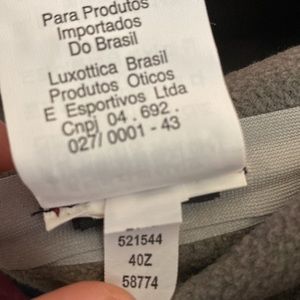 Para Produtos
Importados
Do Brasil
Luxottica Brasil
Produtos Oticos
E Esportivos Ltda
Cnpj 04 . 692 .
027/ 0001 - 43
521544
40Z
58774